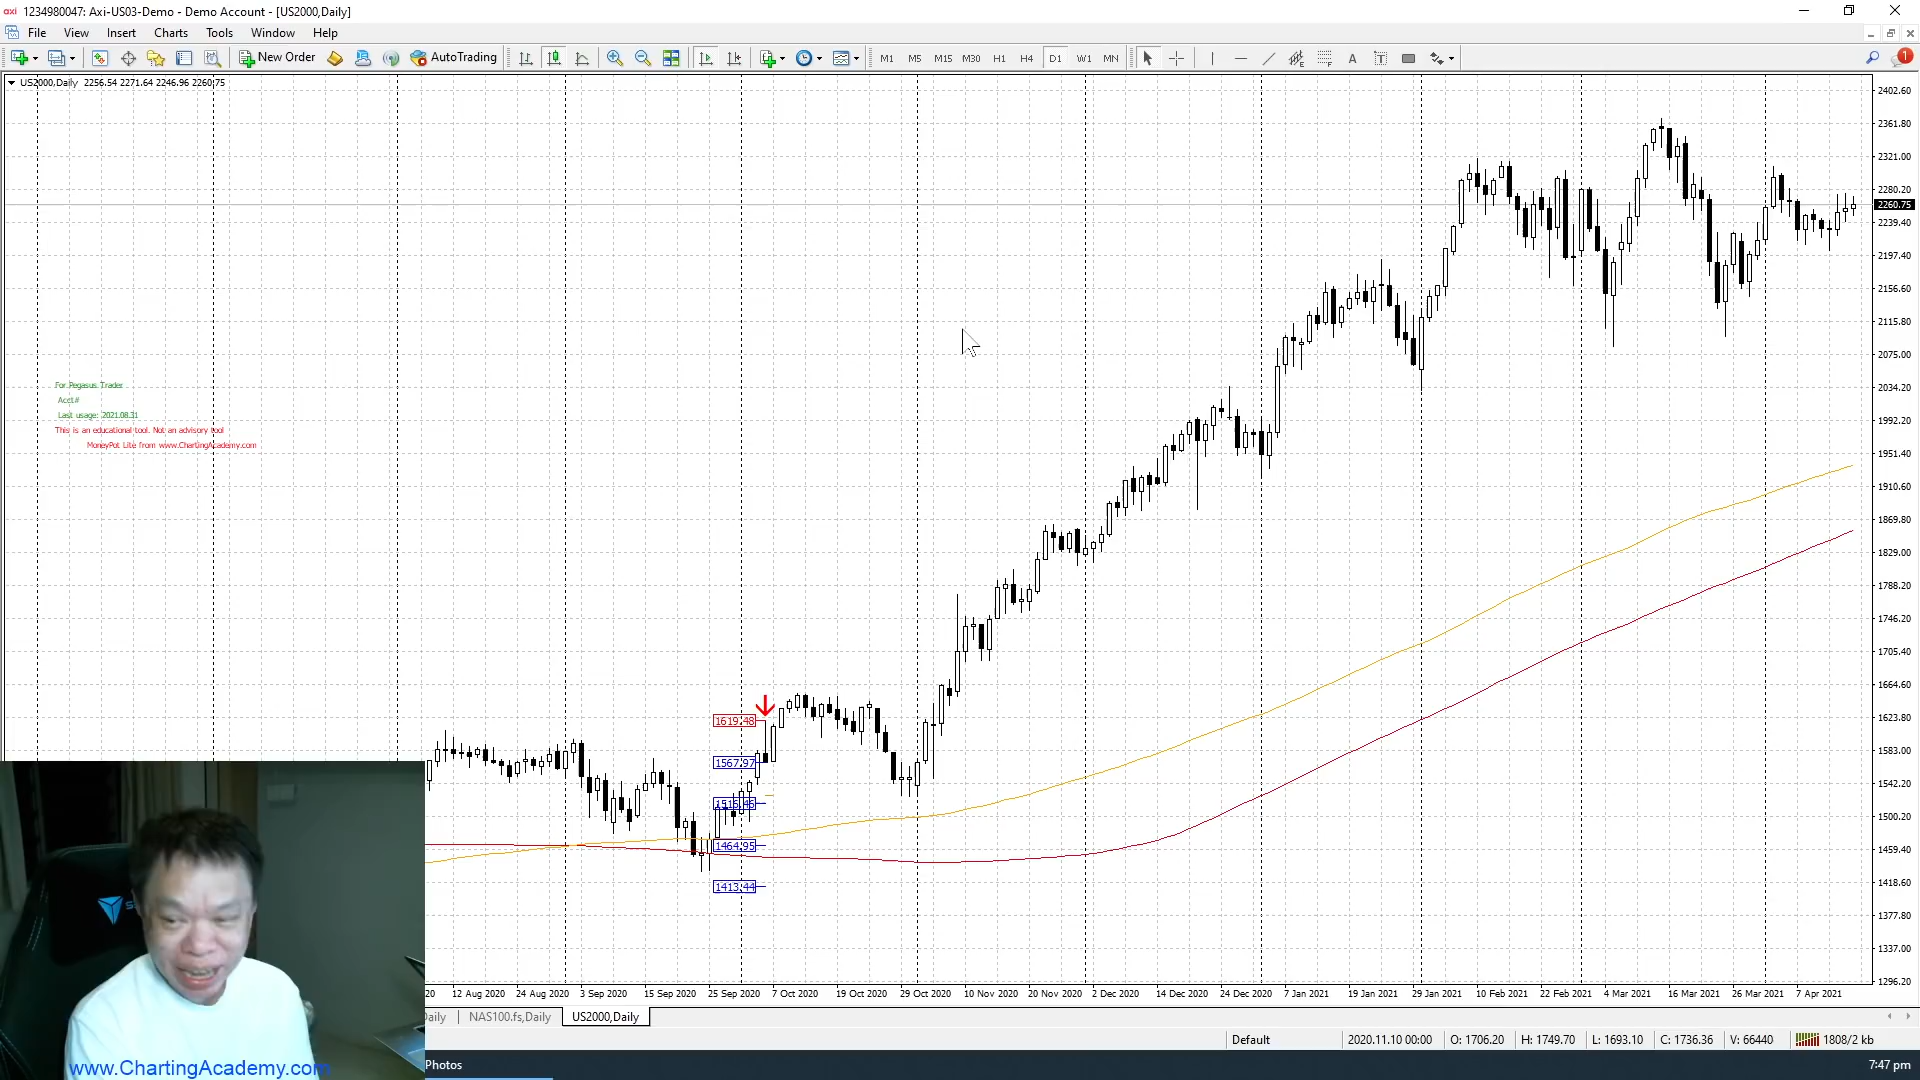 axi 1234980047: Axi-US03-Demo - Demo Account - [US2000,Daily]
File View Insert Charts Tools Window Help
New Order AutoTrading M1 M5 M15 M30 H1 H4 D1 W1 MN A T 1
US2000,Daily 2256.54 2271.64 2246.96 2260.75
2402.60
2361.80
2321.00
2280.20
2260.75
2239.40
2197.40
2156.60
2115.80
2075.00
2034.20
1992.20
1951.40
1910.60
1869.80
1829.00
1788.20
1746.20
1705.40
1664.60
1623.80
1583.00
1542.20
1500.20
1459.40
1418.60
1377.80
1337.00
1296.20
For Pegasus Trader
Acct#
Last usage: 2021.08.31
This is an educational tool. Not an advisory tool
MoneyPot Lite from www.ChartingAcademy.com
1619.48
1567.97
1516.46
1464.95
1413.44
20 12 Aug 2020 24 Aug 2020 3 Sep 2020 15 Sep 2020 25 Sep 2020 7 Oct 2020 19 Oct 2020 29 Oct 2020 10 Nov 2020 20 Nov 2020 2 Dec 2020 14 Dec 2020 24 Dec 2020 7 Jan 2021 19 Jan 2021 29 Jan 2021 10 Feb 2021 22 Feb 2021 4 Mar 2021 16 Mar 2021 26 Mar 2021 7 Apr 2021
Daily NAS100.fs,Daily US2000,Daily
Default 2020.11.10 00:00 O: 1706.20 H: 1749.70 L: 1693.10 C: 1736.36 V: 66440 1808/2 kb
www.ChartingAcademy.com
Photos
7:47 pm